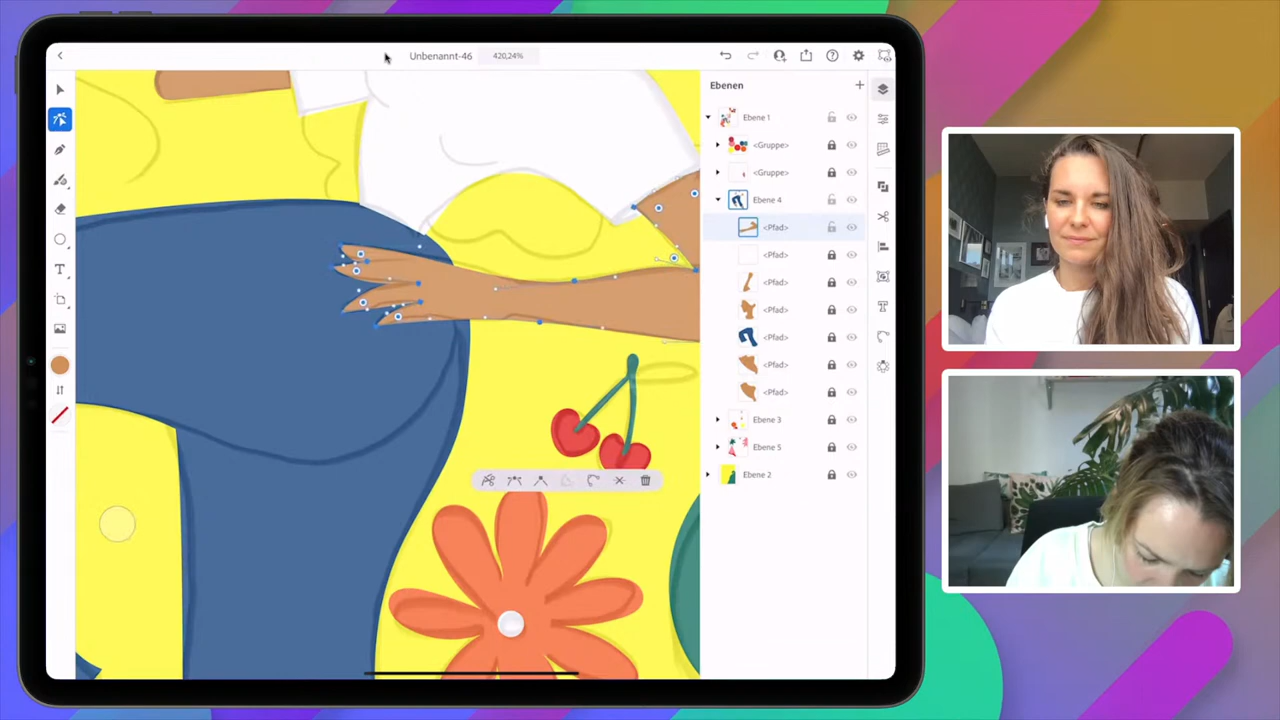 Unbenannt-46
420,24%
Ebenen
Ebene 1
<Gruppe>
<Gruppe>
Ebene 4
<Pfad>
<Pfad>
<Pfad>
<Pfad>
<Pfad>
<Pfad>
<Pfad>
Ebene 3
Ebene 5
Ebene 2